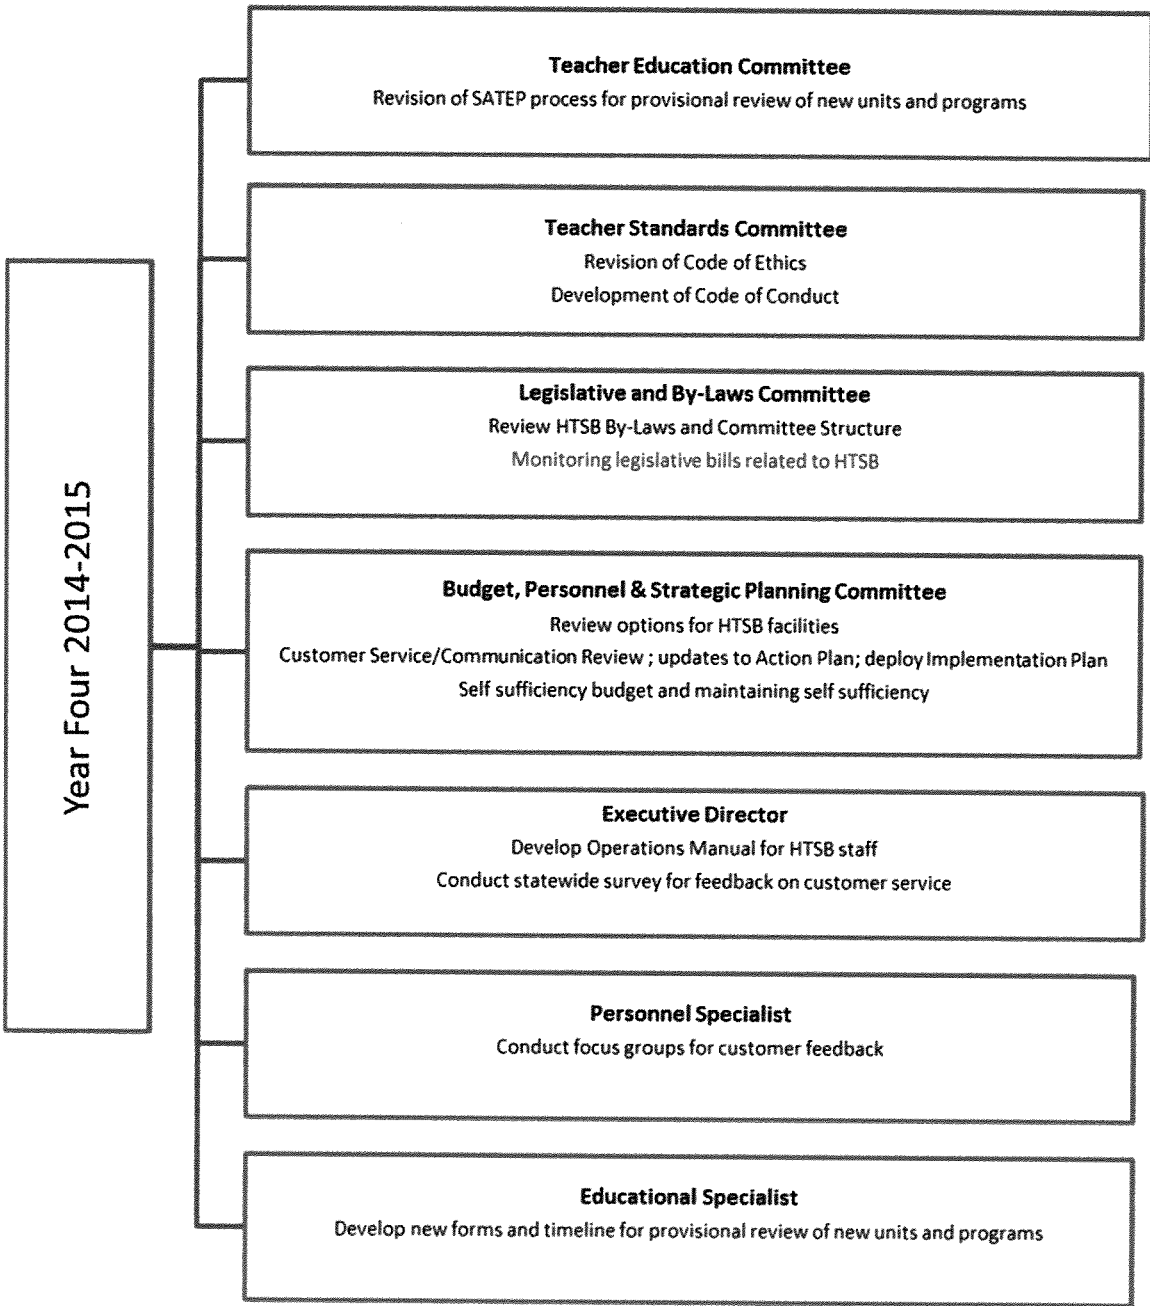 Year Four 2014-2015
Teacher Education Committee
Revision of SATEP process for provisional review of new units and programs
Teacher Standards Committee
Revision of Code of Ethics
Development of Code of Conduct
Legislative and By-Laws Committee
Review HTSB By-Laws and Committee Structure
Monitoring legislative bills related to HTSB
Budget, Personnel & Strategic Planning Committee
Review options for HTSB facilities
Customer Service/Communication Review ; updates to Action Plan; deploy Implementation Plan
Self sufficiency budget and maintaining self sufficiency
Executive Director
Develop Operations Manual for HTSB staff
Conduct statewide survey for feedback on customer service
Personnel Specialist
Conduct focus groups for customer feedback
Educational Specialist
Develop new forms and timeline for provisional review of new units and programs